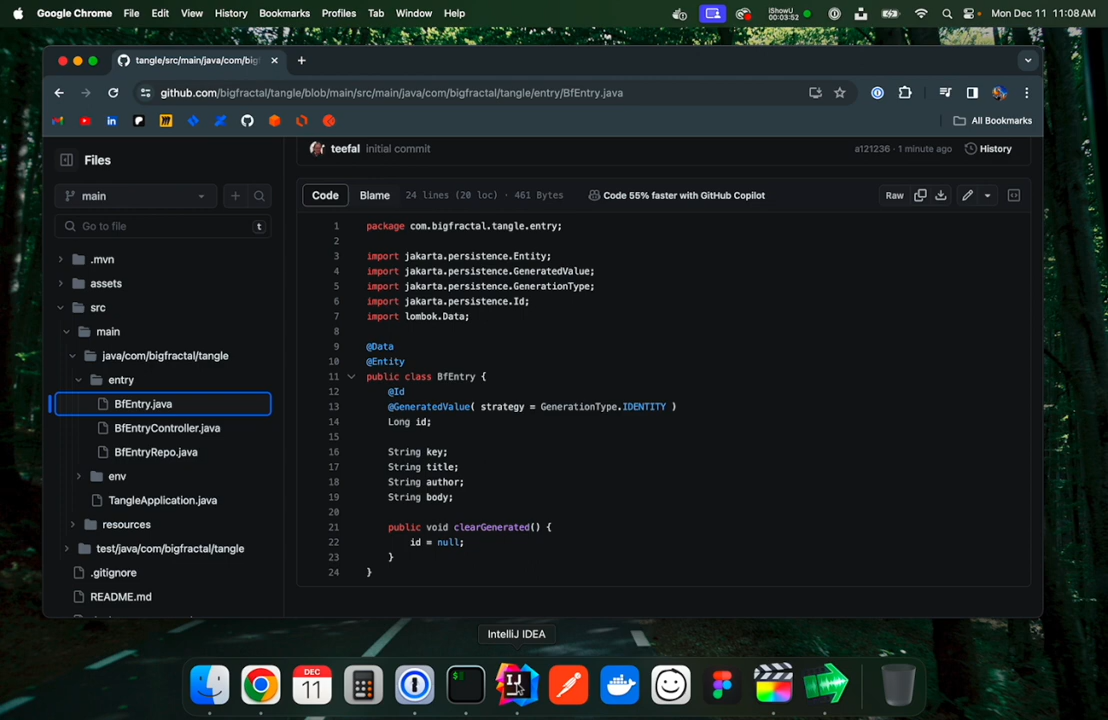 Google Chrome File Edit View History Bookmarks Profiles Tab Window Help iShowU 00:03:52 Mon Dec 11 11:08 AM
tangle/src/main/java/com/big
github.com/bigfractal/tangle/blob/main/src/main/java/com/bigfractal/tangle/entry/BfEntry.java
All Bookmarks
Files
main
Go to file t
.mvn
assets
src
main
java/com/bigfractal/tangle
entry
BfEntry.java
BfEntryController.java
BfEntryRepo.java
env
TangleApplication.java
resources
test/java/com/bigfractal/tangle
.gitignore
README.md
teefal initial commit a121236 · 1 minute ago History
Code Blame 24 lines (20 loc) · 461 Bytes Code 55% faster with GitHub Copilot Raw
1 package com.bigfractal.tangle.entry;
2
3 import jakarta.persistence.Entity;
4 import jakarta.persistence.GeneratedValue;
5 import jakarta.persistence.GenerationType;
6 import jakarta.persistence.Id;
7 import lombok.Data;
8
9 @Data
10 @Entity
11 public class BfEntry {
12 @Id
13 @GeneratedValue( strategy = GenerationType.IDENTITY )
14 Long id;
15
16 String key;
17 String title;
18 String author;
19 String body;
20
21 public void clearGenerated() {
22 id = null;
23 }
24 }
IntelliJ IDEA
DEC
11
IJ